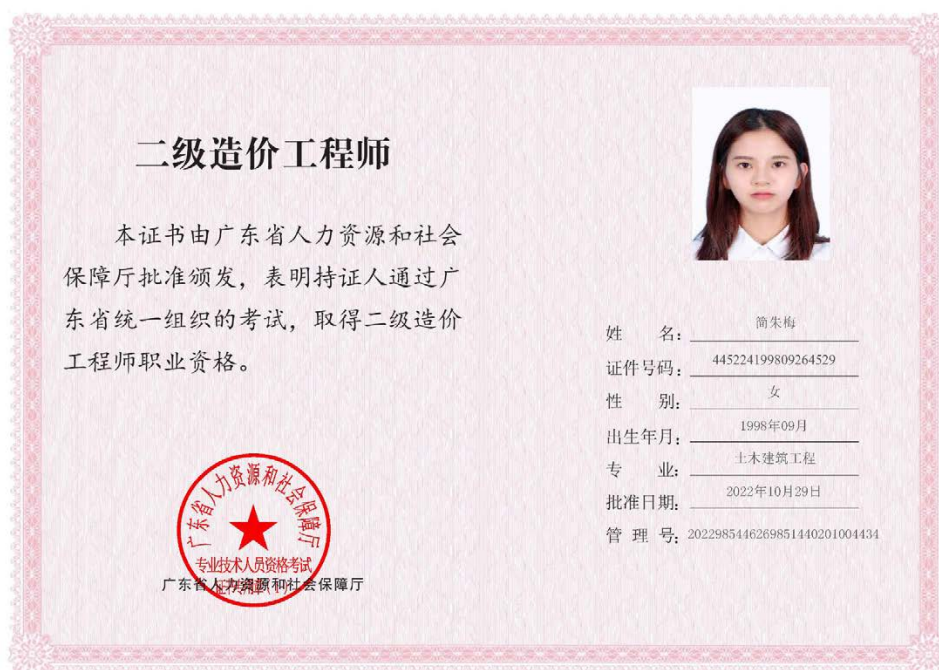 二级造价工程师
本证书由广东省人力资源和社会
保障厅批准颁发，表明持证人通过广
东省统一组织的考试，取得二级造价
工程师职业资格。
姓 名：简朱梅
证件号码：445224199809264529
性 别：女
出生年月：1998年09月
专 业：土木建筑工程
批准日期：2022年10月29日
管 理 号：20229854462698514402010044​34
广东省人力资源和社会保障厅
专业技术人员资格考试
广东省人力资源和社会保障厅